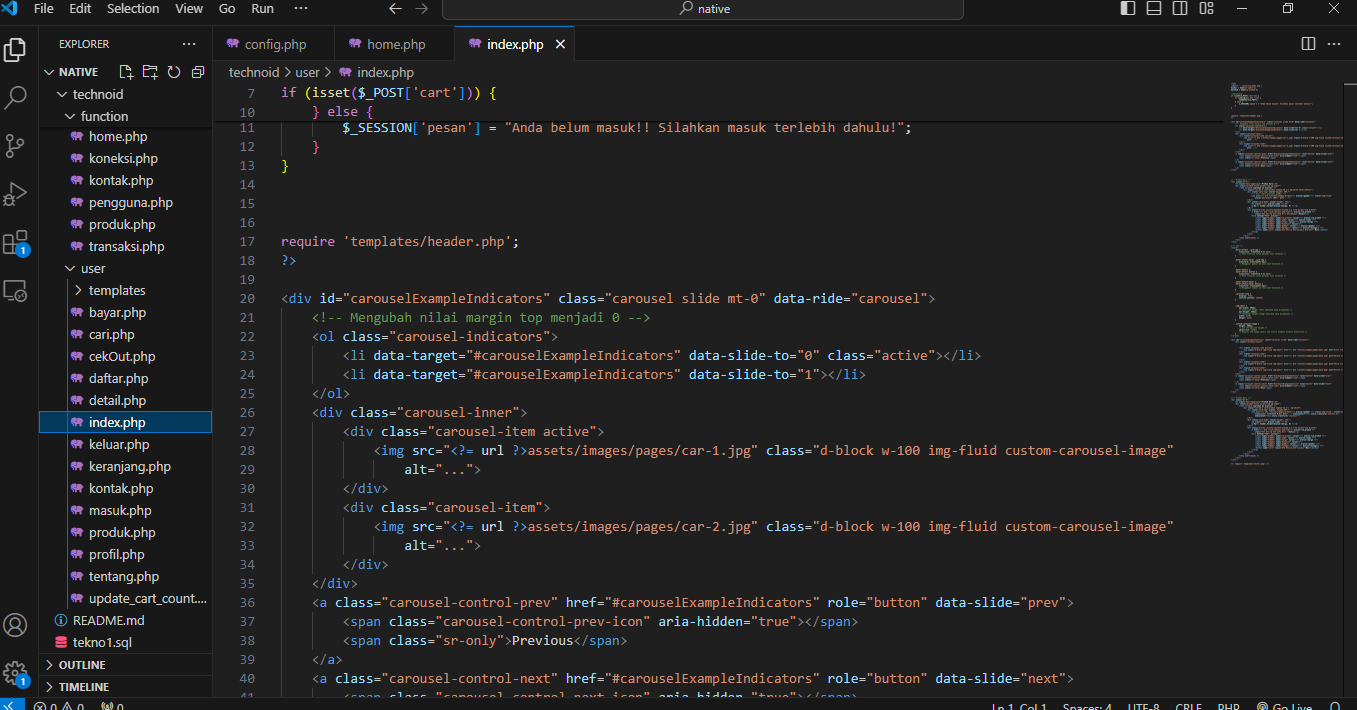 File Edit Selection View Go Run ··· native
EXPLORER ···
NATIVE
technoid
function
home.php
koneksi.php
kontak.php
pengguna.php
produk.php
transaksi.php
user
templates
bayar.php
cari.php
cekOut.php
daftar.php
detail.php
index.php
keluar.php
keranjang.php
kontak.php
masuk.php
produk.php
profil.php
tentang.php
update_cart_count....
README.md
tekno1.sql
OUTLINE
TIMELINE
1
1
config.php home.php index.php
technoid > user > index.php
7 if (isset($_POST['cart'])) {
10 } else {
11 $_SESSION['pesan'] = "Anda belum masuk!! Silahkan masuk terlebih dahulu!";
12 }
13 }
14
15
16
17 require 'templates/header.php';
18 ?>
19
20 <div id="carouselExampleIndicators" class="carousel slide mt-0" data-ride="carousel">
21 <!-- Mengubah nilai margin top menjadi 0 -->
22 <ol class="carousel-indicators">
23 <li data-target="#carouselExampleIndicators" data-slide-to="0" class="active"></li>
24 <li data-target="#carouselExampleIndicators" data-slide-to="1"></li>
25 </ol>
26 <div class="carousel-inner">
27 <div class="carousel-item active">
28 <img src="<?= url ?>assets/images/pages/car-1.jpg" class="d-block w-100 img-fluid custom-carousel-image"
29 alt="...">
30 </div>
31 <div class="carousel-item">
32 <img src="<?= url ?>assets/images/pages/car-2.jpg" class="d-block w-100 img-fluid custom-carousel-image"
33 alt="...">
34 </div>
35 </div>
36 <a class="carousel-control-prev" href="#carouselExampleIndicators" role="button" data-slide="prev">
37 <span class="carousel-control-prev-icon" aria-hidden="true"></span>
38 <span class="sr-only">Previous</span>
39 </a>
40 <a class="carousel-control-next" href="#carouselExampleIndicators" role="button" data-slide="next">
41 <span class="carousel-control-next-icon" aria-hidden="true"></span>
0 0 0 Ln 1, Col 1 Spaces: 4 UTF-8 CRLF PHP Go Live